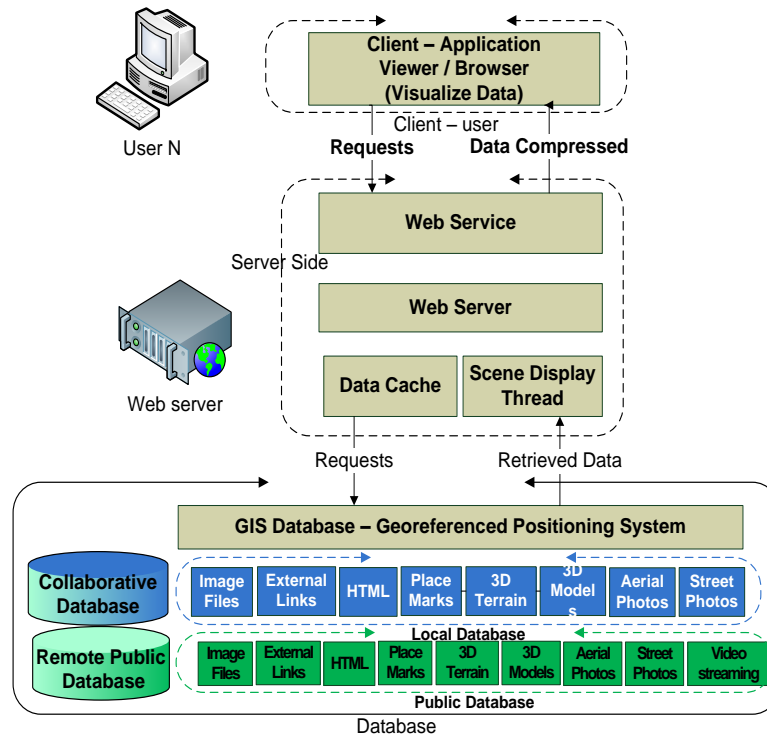 Client – Application
Viewer / Browser
(Visualize Data)
Client – user
User N
Requests
Data Compressed
Web Service
Server Side
Web Server
Data Cache
Scene Display
Thread
Web server
Requests
Retrieved Data
GIS Database – Georeferenced Positioning System
Collaborative
Database
Image
Files
External
Links
HTML
Place
Marks
3D
Terrain
3D
Model
s
Aerial
Photos
Street
Photos
Local Database
Remote Public
Database
Image
Files
External
Links
HTML
Place
Marks
3D
Terrain
3D
Models
Aerial
Photos
Street
Photos
Video
streaming
Public Database
Database